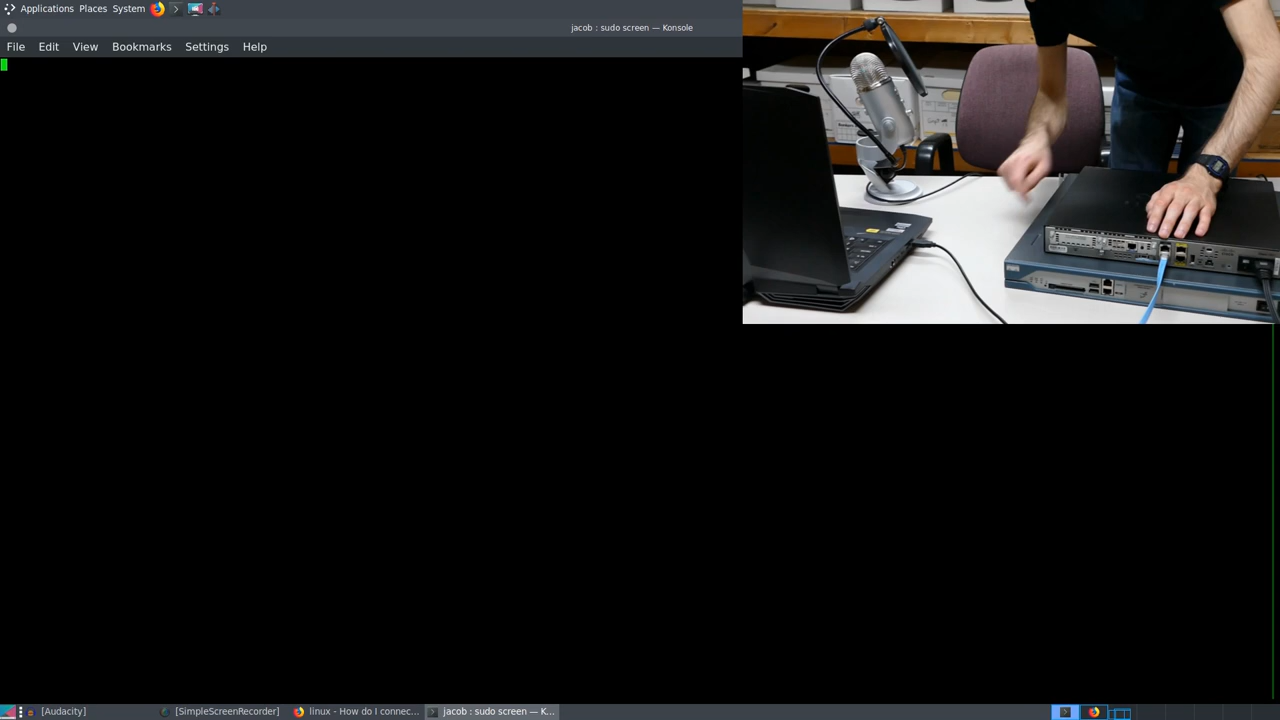 Applications Places System
jacob : sudo screen — Konsole
File Edit View Bookmarks Settings Help
[Audacity]
[SimpleScreenRecorder]
linux - How do I connec...
jacob : sudo screen — K...